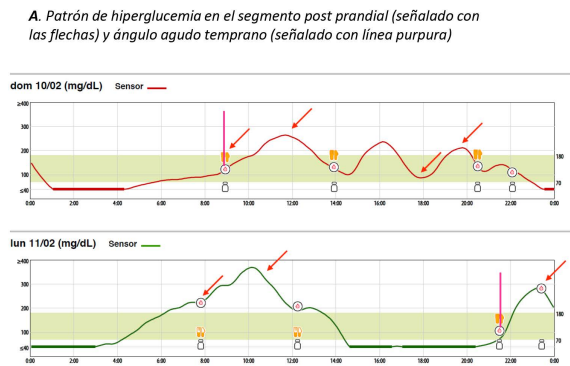 A. Patrón de hiperglucemia en el segmento post prandial (señalado con
las flechas) y ángulo agudo temprano (señalado con línea purpura)
dom 10/02 (mg/dL) Sensor
≥400
300
200
100
≤40
180
70
0:00 2:00 4:00 6:00 8:00 10:00 12:00 14:00 16:00 18:00 20:00 22:00 0:00
lun 11/02 (mg/dL) Sensor
≥400
300
200
100
≤40
180
70
0:00 2:00 4:00 6:00 8:00 10:00 12:00 14:00 16:00 18:00 20:00 22:00 0:00